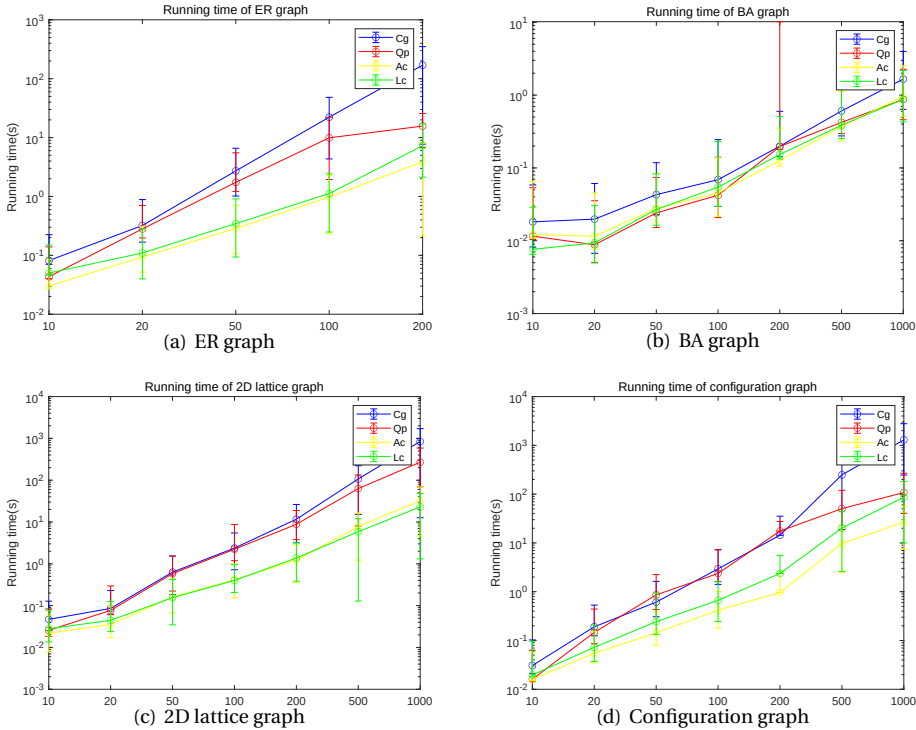 Running time of ER graph
Running time(s)
10^3
10^2
10^1
10^0
10^-1
10^-2
10
20
50
100
200
Cg
Qp
Ac
Lc
(a) ER graph
Running time of BA graph
Running time(s)
10^1
10^0
10^-1
10^-2
10^-3
10
20
50
100
200
500
1000
Cg
Qp
Ac
Lc
(b) BA graph
Running time of 2D lattice graph
Running time(s)
10^4
10^3
10^2
10^1
10^0
10^-1
10^-2
10^-3
10
20
50
100
200
500
1000
Cg
Qp
Ac
Lc
(c) 2D lattice graph
Running time of configuration graph
Running time(s)
10^4
10^3
10^2
10^1
10^0
10^-1
10^-2
10
20
50
100
200
500
1000
Cg
Qp
Ac
Lc
(d) Configuration graph